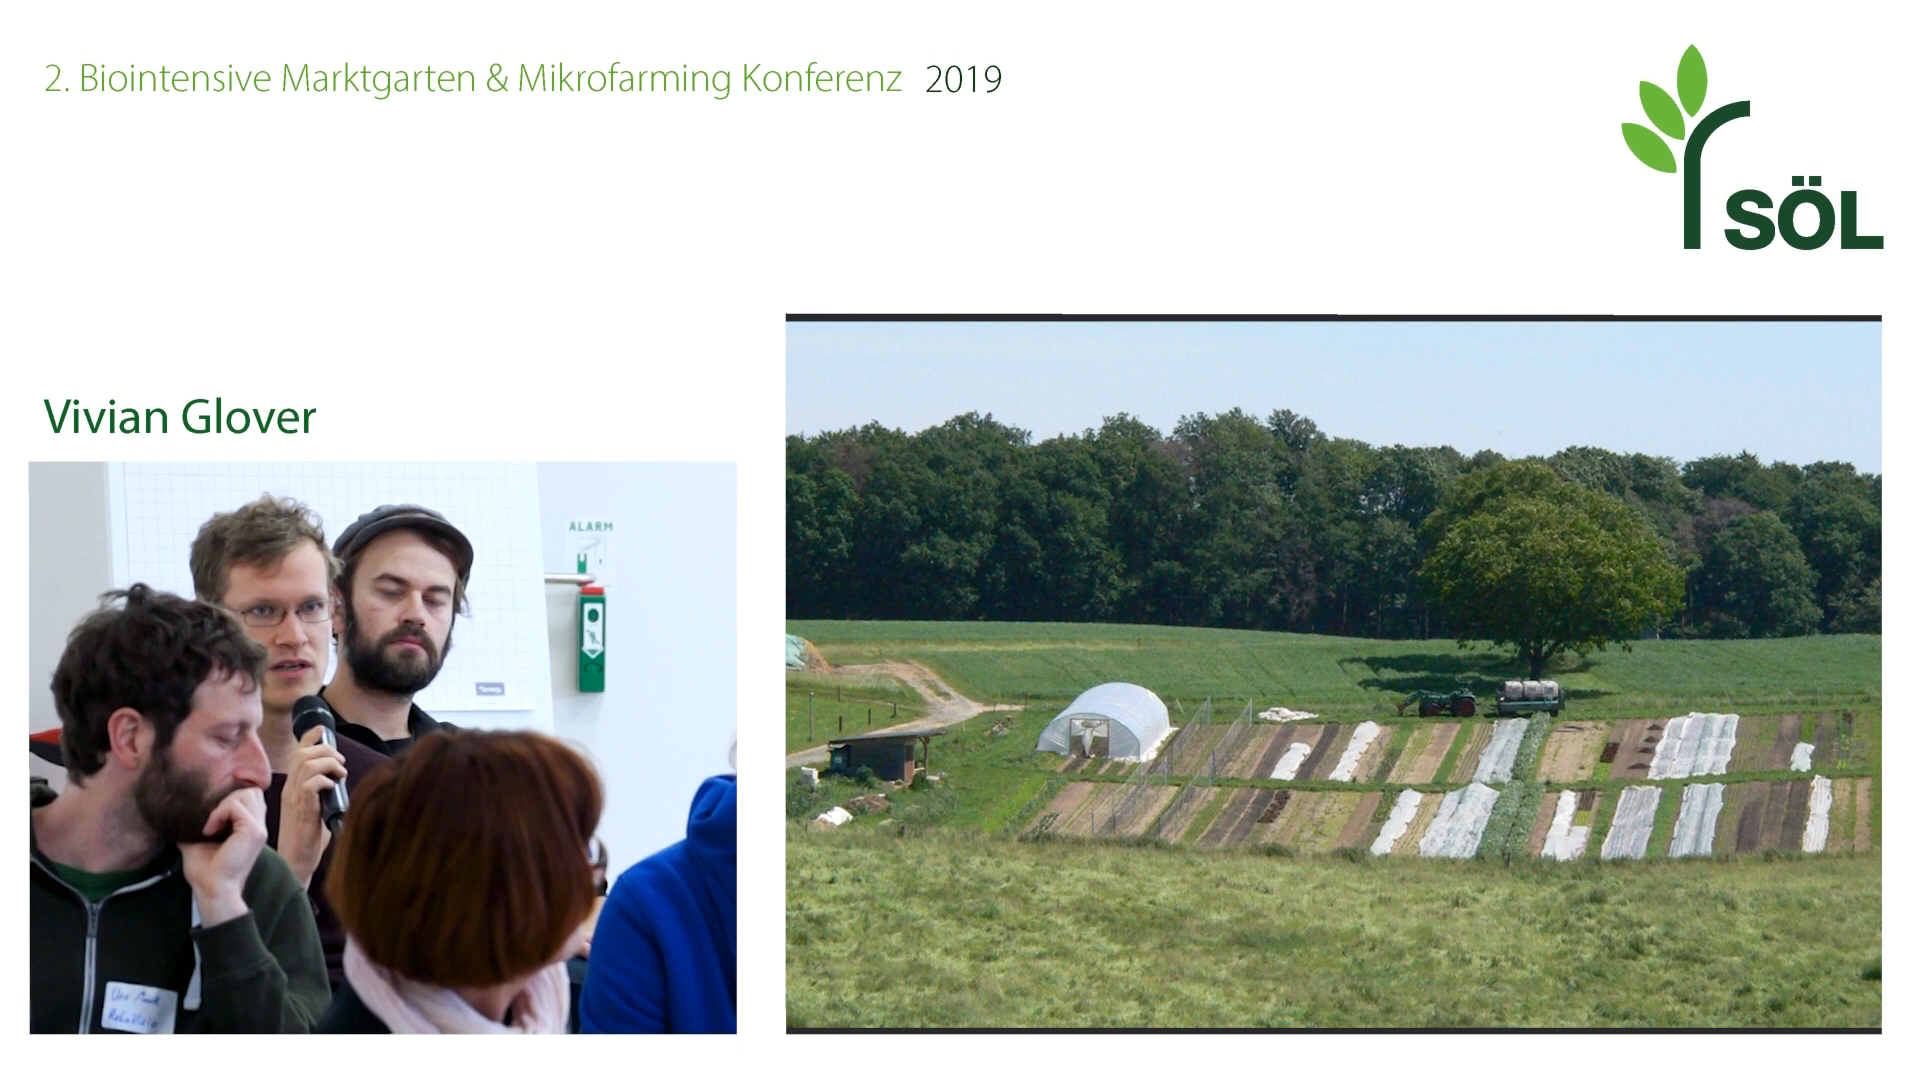 2. Biointensive Marktgarten & Mikrofarming Konferenz 2019
SÖL
Vivian Glover
ALARM